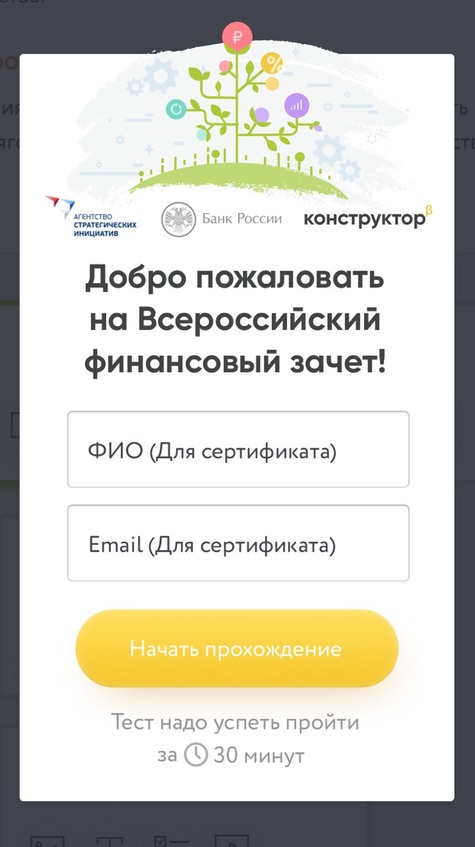 АГЕНТСТВО
СТРАТЕГИЧЕСКИХ
ИНИЦИАТИВ
Банк России
конструктор β
Добро пожаловать
на Всероссийский
финансовый зачет!
ФИО (Для сертификата)
Email (Для сертификата)
Начать прохождение
Тест надо успеть пройти
за 30 минут